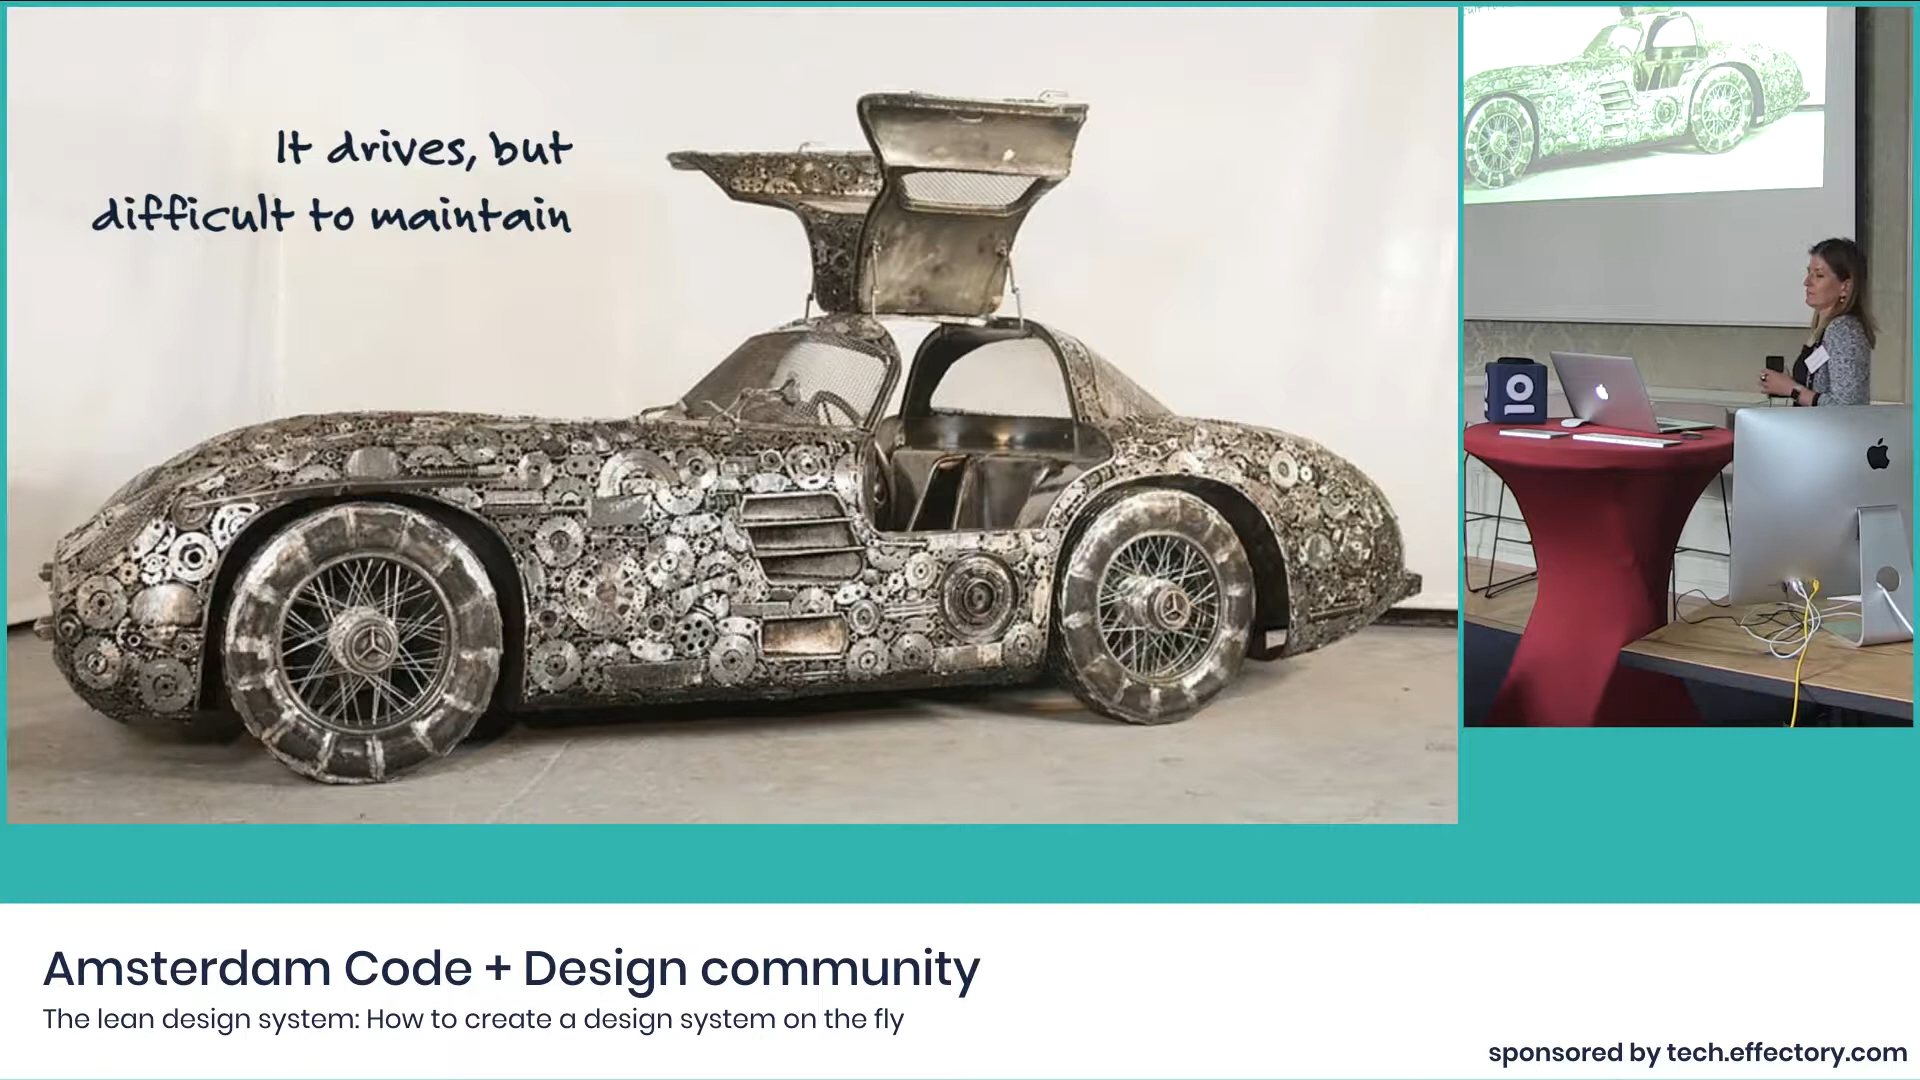 It drives, but
difficult to maintain
Amsterdam Code + Design community
The lean design system: How to create a design system on the fly
sponsored by tech.effectory.com